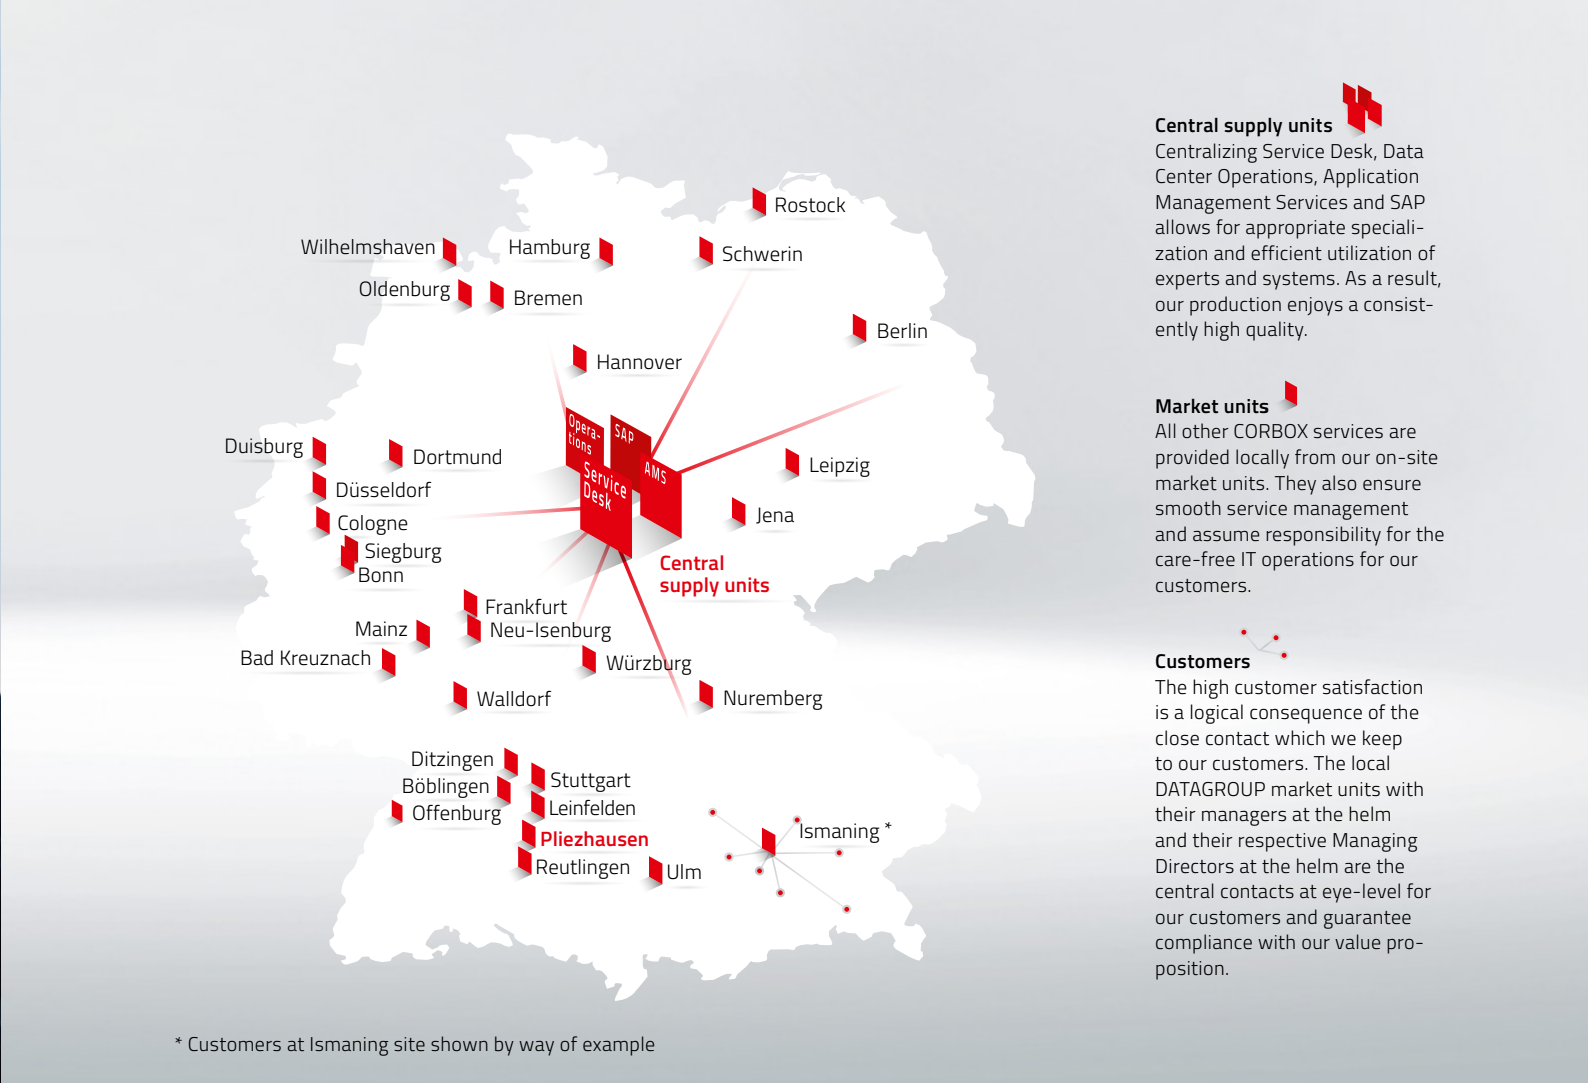 Rostock
Wilhelmshaven
Hamburg
Schwerin
Oldenburg
Bremen
Berlin
Hannover
Opera-
tions
SAP
Service
Desk
AMS
Central
supply units
Duisburg
Dortmund
Düsseldorf
Cologne
Siegburg
Bonn
Leipzig
Jena
Frankfurt
Neu-Isenburg
Mainz
Bad Kreuznach
Würzburg
Walldorf
Nuremberg
Ditzingen
Stuttgart
Böblingen
Leinfelden
Offenburg
Pliezhausen
Reutlingen
Ulm
Ismaning *
* Customers at Ismaning site shown by way of example
Central supply units
Centralizing Service Desk, Data
Center Operations, Application
Management Services and SAP
allows for appropriate speciali-
zation and efficient utilization of
experts and systems. As a result,
our production enjoys a consist-
ently high quality.
Market units
All other CORBOX services are
provided locally from our on-site
market units. They also ensure
smooth service management
and assume responsibility for the
care-free IT operations for our
customers.
Customers
The high customer satisfaction
is a logical consequence of the
close contact which we keep
to our customers. The local
DATAGROUP market units with
their managers at the helm
and their respective Managing
Directors at the helm are the
central contacts at eye-level for
our customers and guarantee
compliance with our value pro-
position.